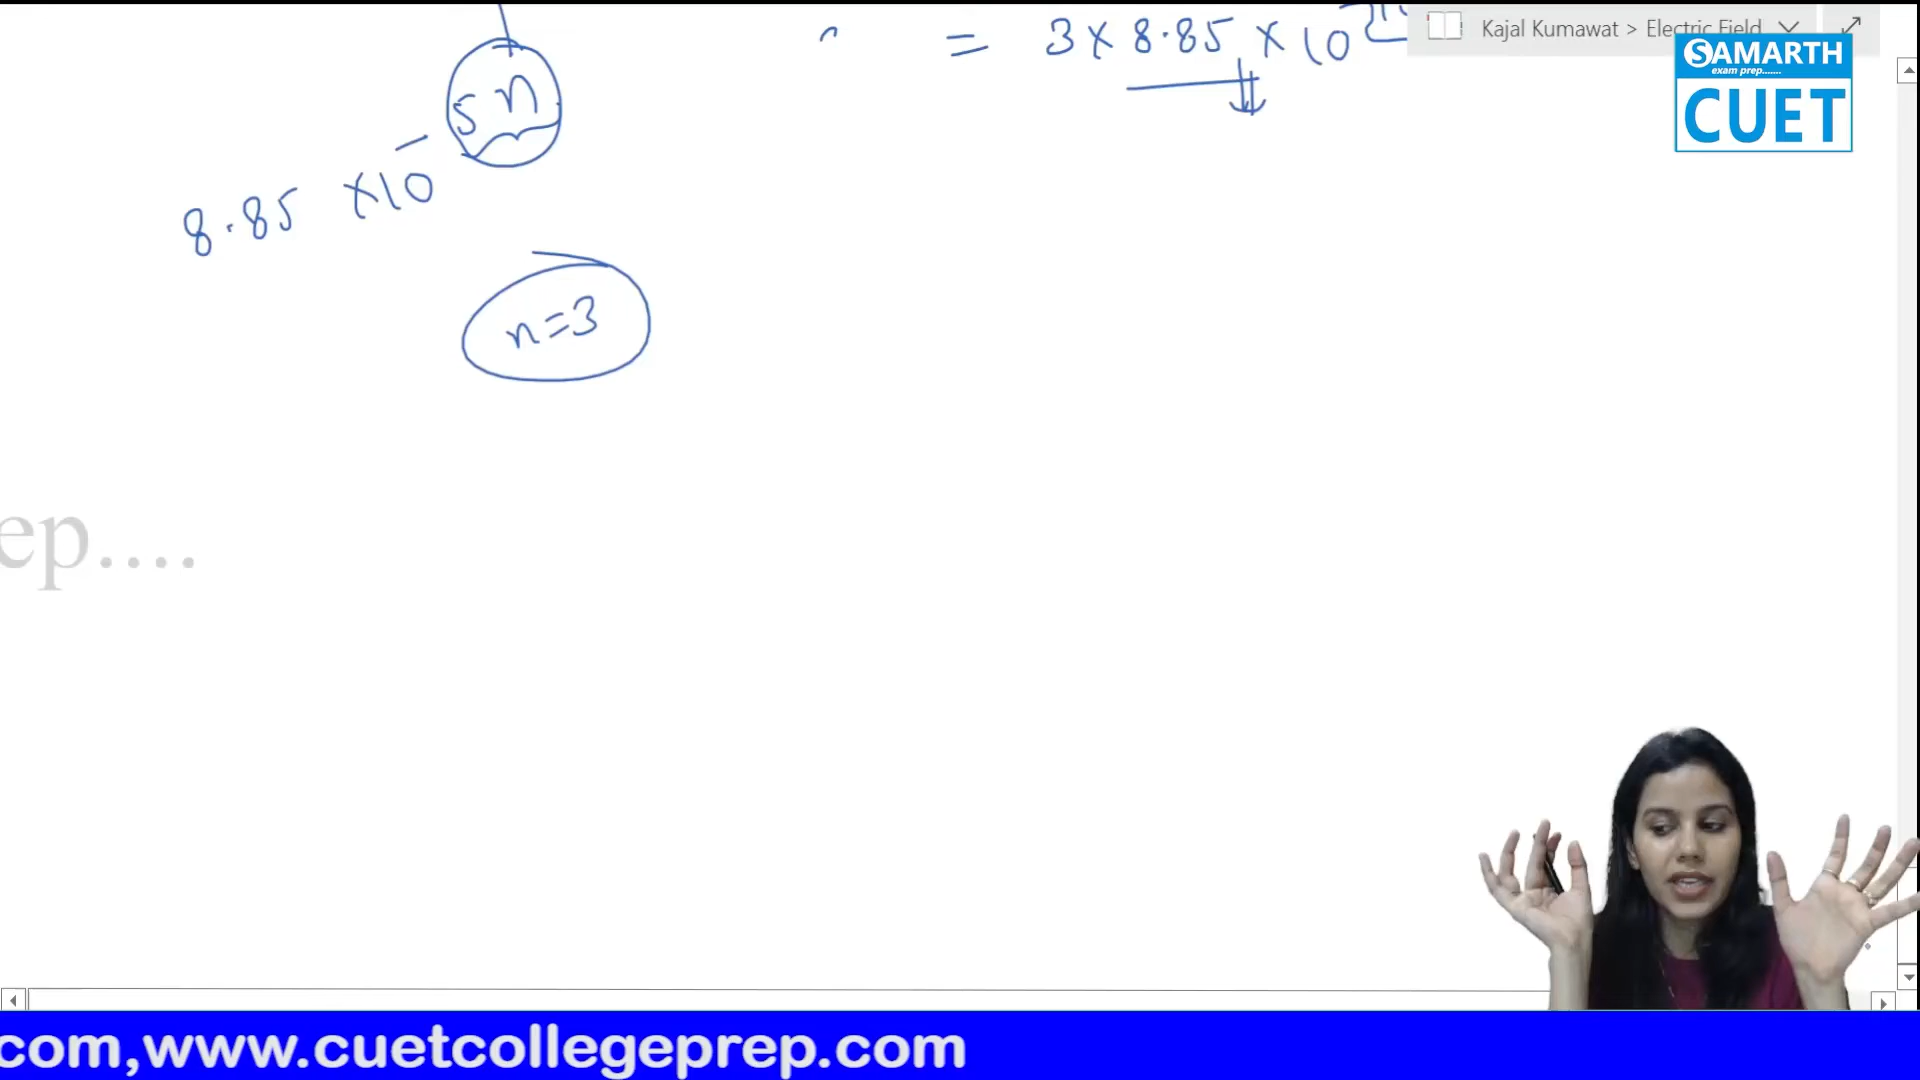 = 3 × 8.85 × 10
Kajal Kumawat > Electric Field
SAMARTH
exam prep.......
CUET
5n
8.85 ×10⁻
n=3
ep....
com,www.cuetcollegeprep.com